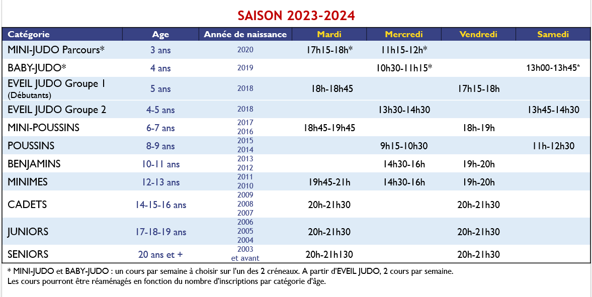 SAISON 2023-2024
Catégorie Age Année de naissance Mardi Mercredi Vendredi Samedi
MINI-JUDO Parcours* 3 ans 2020 17h15-18h* 11h15-12h*
BABY-JUDO* 4 ans 2019 10h30-11h15* 13h00-13h45*
EVEIL JUDO Groupe 1 5 ans 2018 18h-18h45 17h15-18h
(Débutants)
EVEIL JUDO Groupe 2 4-5 ans 2018 13h30-14h30 13h45-14h30
MINI-POUSSINS 6-7 ans 2017 18h45-19h45 18h-19h
2016
POUSSINS 8-9 ans 2015 9h15-10h30 11h-12h30
2014
BENJAMINS 10-11 ans 2013 14h30-16h 19h-20h
2012
MINIMES 12-13 ans 2011 19h45-21h 14h30-16h 19h-20h
2010
2009
CADETS 14-15-16 ans 2008 20h-21h30 20h-21h30
2007
2006
JUNIORS 17-18-19 ans 2005 20h-21h30 20h-21h30
2004
SENIORS 20 ans et + 2003 20h-21h130 20h-21h30
et avant
* MINI-JUDO et BABY-JUDO : un cours par semaine à choisir sur l'un des 2 créneaux. A partir d'EVEIL JUDO, 2 cours par semaine.
Les cours pourront être réaménagés en fonction du nombre d'inscriptions par catégorie d'âge.